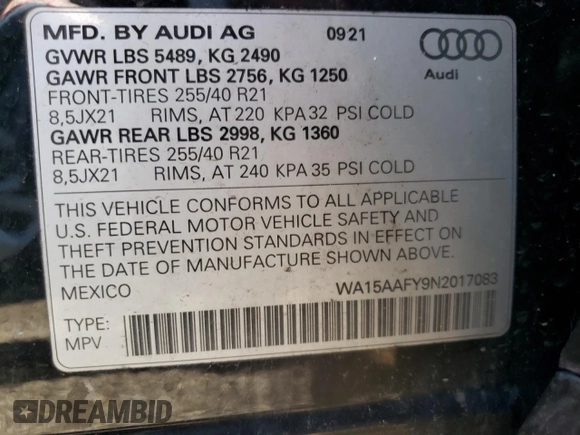 MFD. BY AUDI AG 09 21
GVWR LBS 5489, KG 2490
GAWR FRONT LBS 2756, KG 1250
Audi
FRONT-TIRES 255/40 R21
8,5JX21 RIMS, AT 220 KPA 32 PSI COLD
GAWR REAR LBS 2998, KG 1360
REAR-TIRES 255/40 R21
8,5JX21 RIMS, AT 240 KPA 35 PSI COLD
THIS VEHICLE CONFORMS TO ALL APPLICABLE
U.S. FEDERAL MOTOR VEHICLE SAFETY AND
THEFT PREVENTION STANDARDS IN EFFECT ON
THE DATE OF MANUFACTURE SHOWN ABOVE.
MEXICO WA15AAFY9N2017083
TYPE:
MPV
DREAMBID